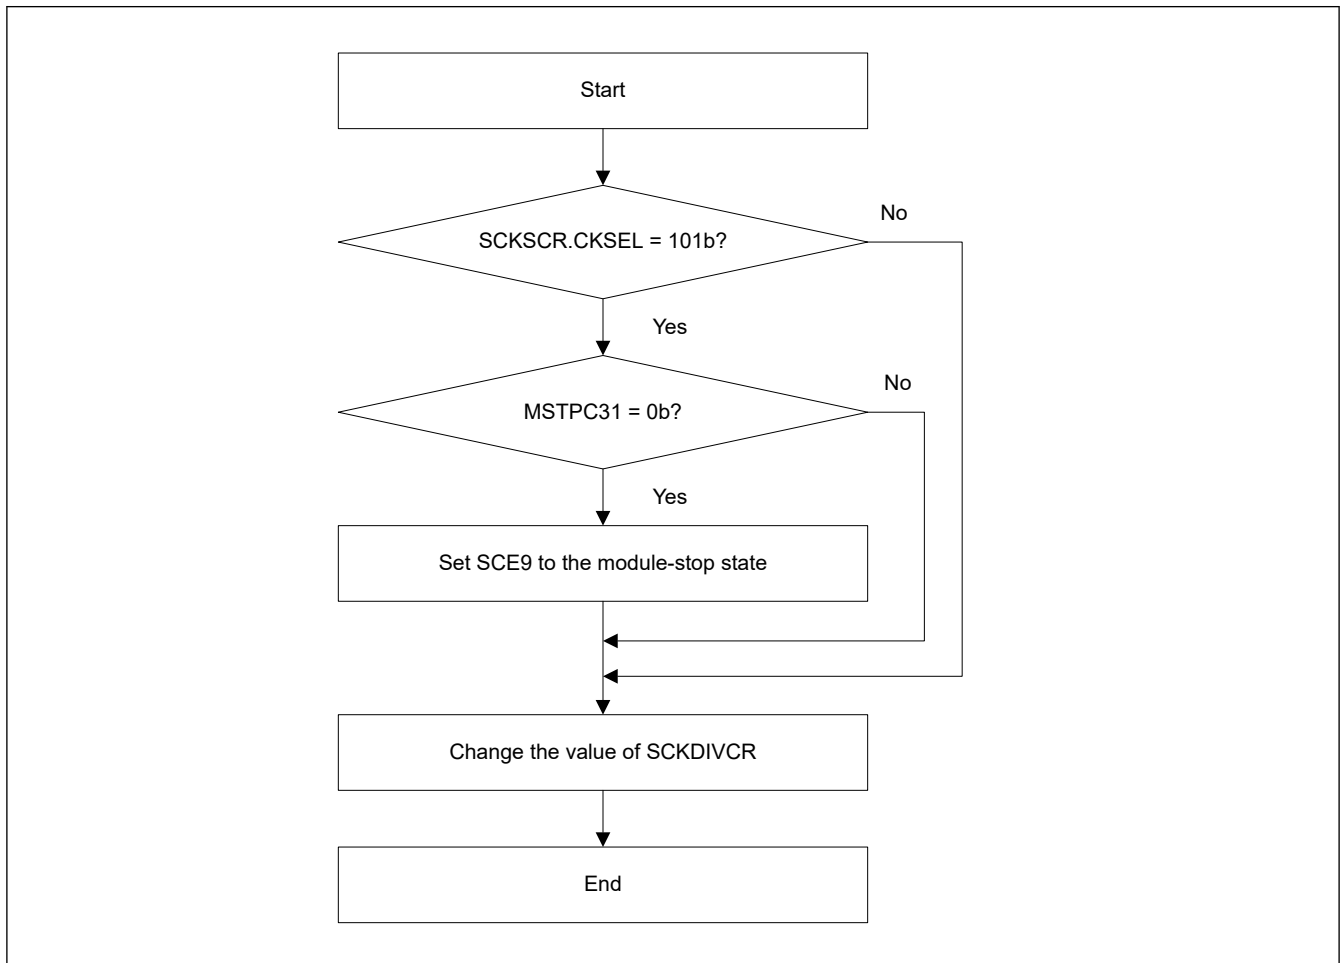 Start
SCKSCR.CKSEL = 101b?
No
Yes
MSTPC31 = 0b?
No
Yes
Set SCE9 to the module-stop state
Change the value of SCKDIVCR
End